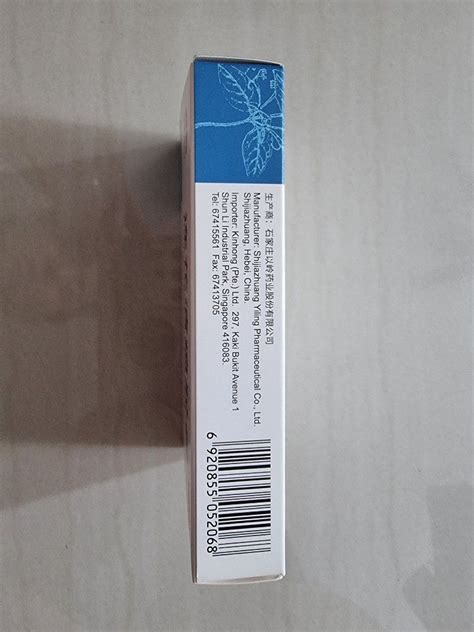 生产商：石家庄以岭药业股份有限公司
Manufacturer: Shijiazhuang Yiling Pharmaceutical Co., Ltd.
Shijiazhuang, Hebei, China.
Importer: Kinhong (Pte.) Ltd. 297, Kaki Bukit Avenue 1
Shun Li Industrial Park, Singapore 416083.
Tel: 67415561 Fax: 67413705
6 920855 052068